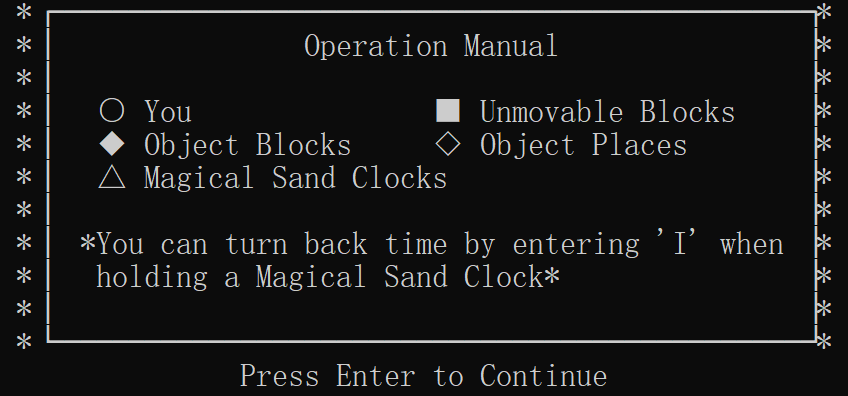 Operation Manual
○ You ■ Unmovable Blocks
◆ Object Blocks ◇ Object Places
△ Magical Sand Clocks
*You can turn back time by entering 'I' when
holding a Magical Sand Clock*
Press Enter to Continue